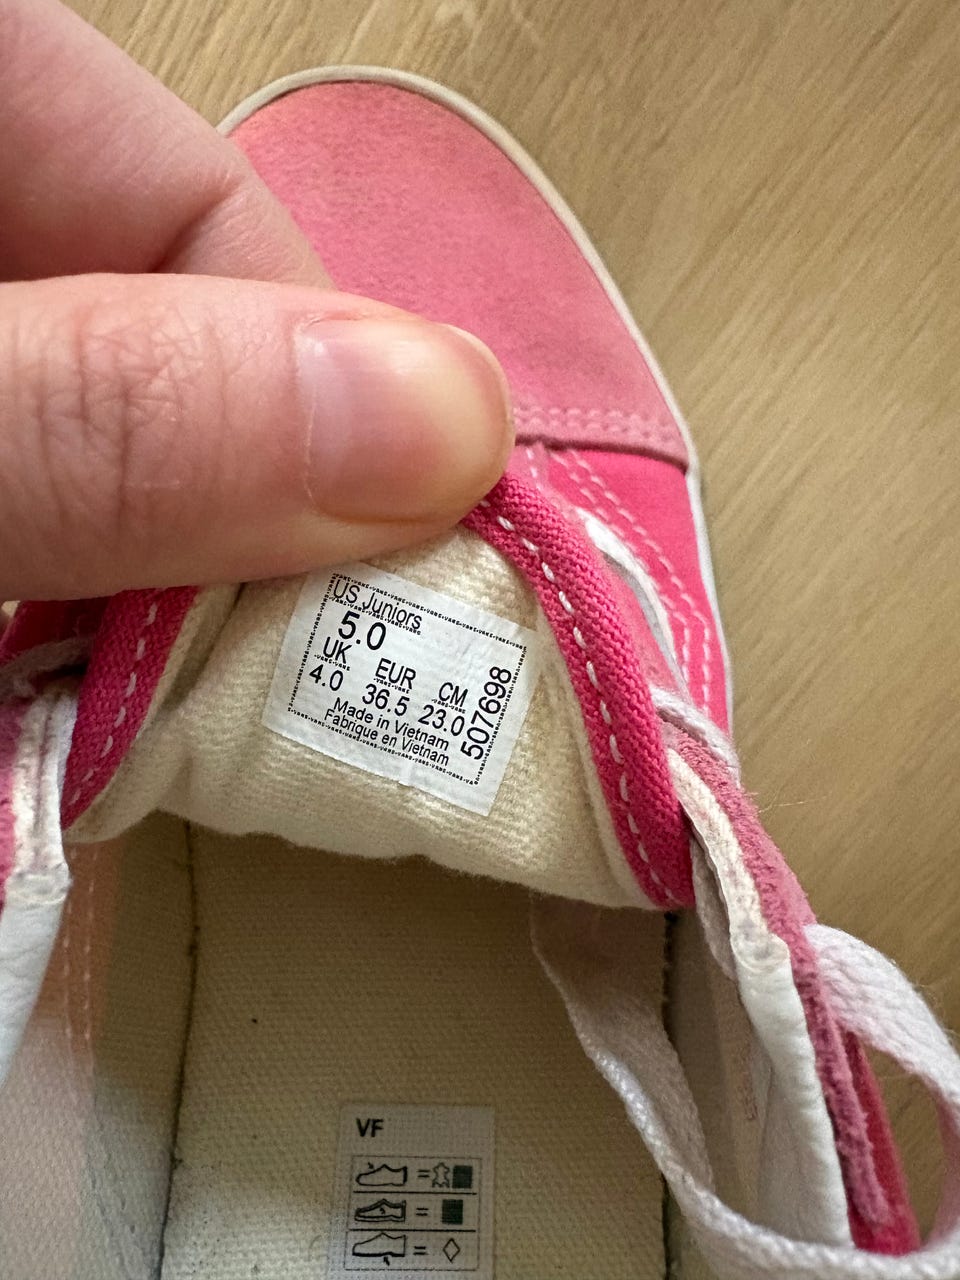 US Juniors
5.0
UK EUR CM
4.0 36.5 23.0
Made in Vietnam
Fabrique en Vietnam
507698
VF
= 
=
=